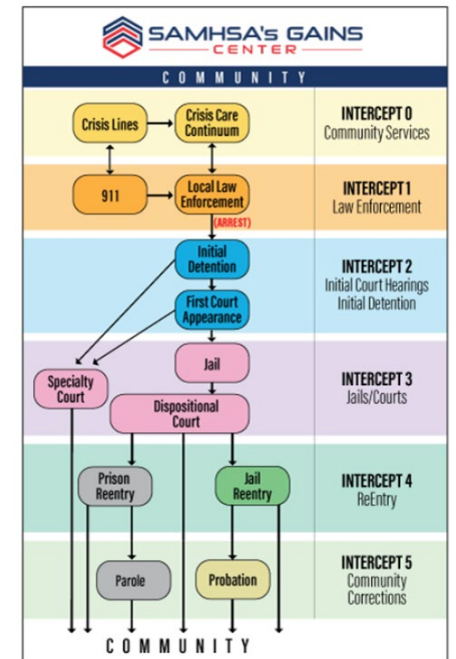 SAMHSA's GAINS
CENTER
COMMUNITY
Crisis Lines
Crisis Care
Continuum
INTERCEPT 0
Community Services
911
Local Law
Enforcement
(ARREST)
INTERCEPT 1
Law Enforcement
Initial
Detention
First Court
Appearance
INTERCEPT 2
Initial Court Hearings
Initial Detention
Specialty
Court
Jail
Dispositional
Court
INTERCEPT 3
Jails/Courts
Prison
Reentry
Jail
Reentry
INTERCEPT 4
ReEntry
Parole
Probation
INTERCEPT 5
Community
Corrections
COMMUNITY